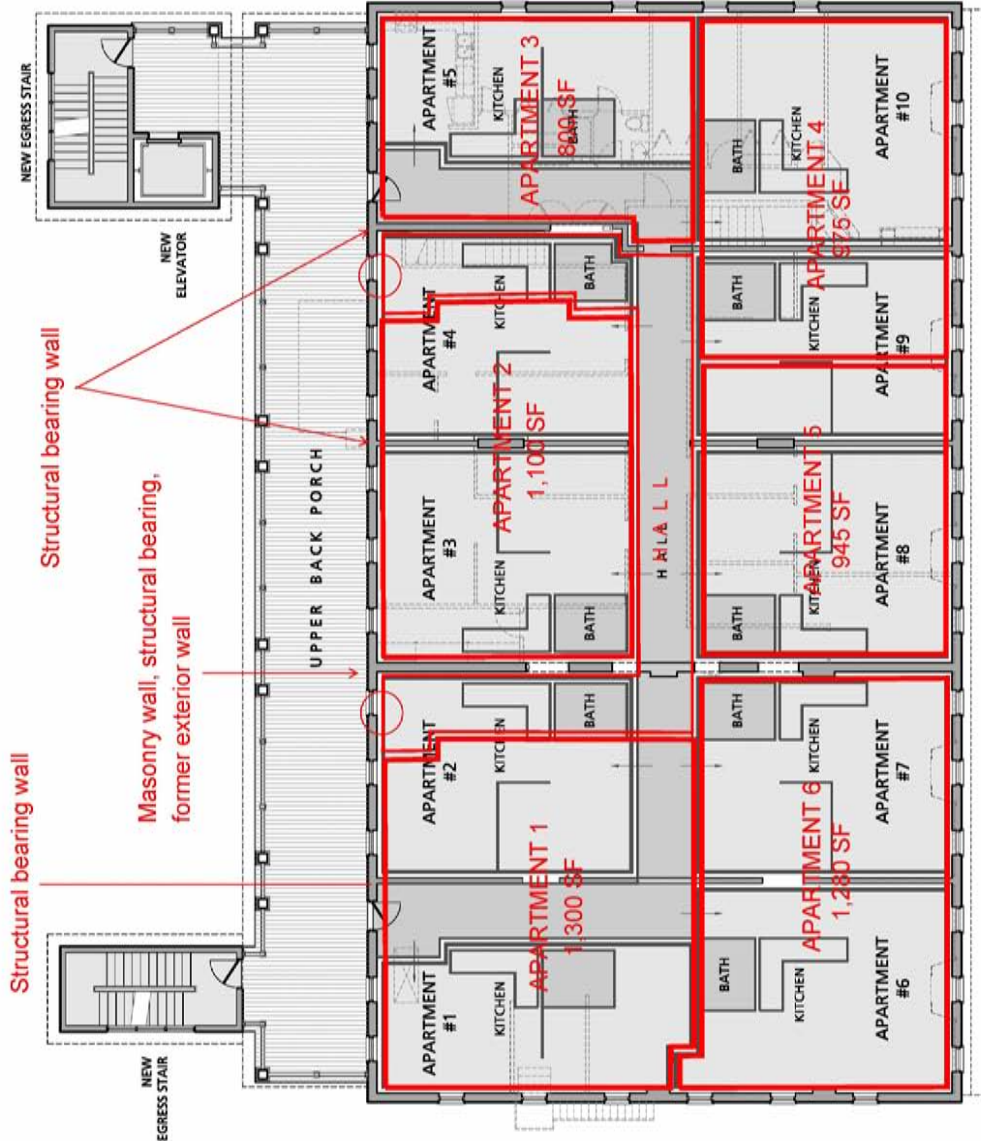 Structural bearing wall
Masonry wall, structural bearing,
former exterior wall
Structural bearing wall
NEW
EGRESS STAIR
NEW
ELEVATOR
NEW EGRESS STAIR
UPPER BACK PORCH
APARTMENT
#1
APARTMENT
#2
APARTMENT
#3
APARTMENT
#4
APARTMENT
#5
KITCHEN
KITCHEN
KITCHEN
KITCHEN
KITCHEN
APARTMENT 1
1,300 SF
APARTMENT 2
1,100 SF
APARTMENT 3
800 SF
BATH
BATH
BATH
BATH
HALL
HALL
BATH
BATH
BATH
BATH
BATH
KITCHEN
KITCHEN
KITCHEN
KITCHEN
KITCHEN
APARTMENT 6
1,280 SF
APARTMENT 5
945 SF
APARTMENT 4
975 SF
APARTMENT
#6
APARTMENT
#7
APARTMENT
#8
APARTMENT
#9
APARTMENT
#10